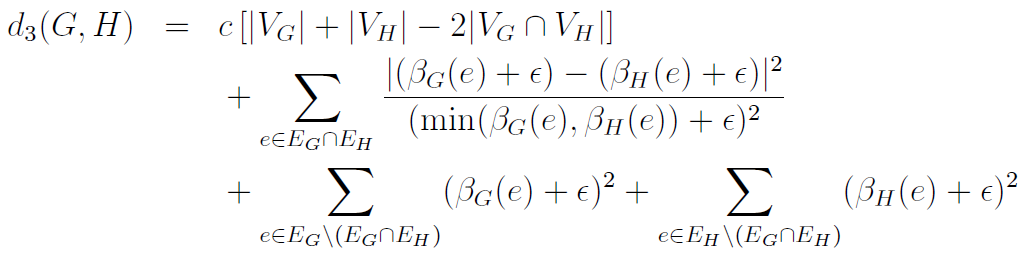 d₃(G, H) = c [|V_G| + |V_H| − 2|V_G ∩ V_H|]
+ ∑_{e∈E_G∩E_H} |(β_G(e) + ϵ) − (β_H(e) + ϵ)|² / (min(β_G(e), β_H(e)) + ϵ)²
+ ∑_{e∈E_G\(E_G∩E_H)} (β_G(e) + ϵ)² + ∑_{e∈E_H\(E_G∩E_H)} (β_H(e) + ϵ)²